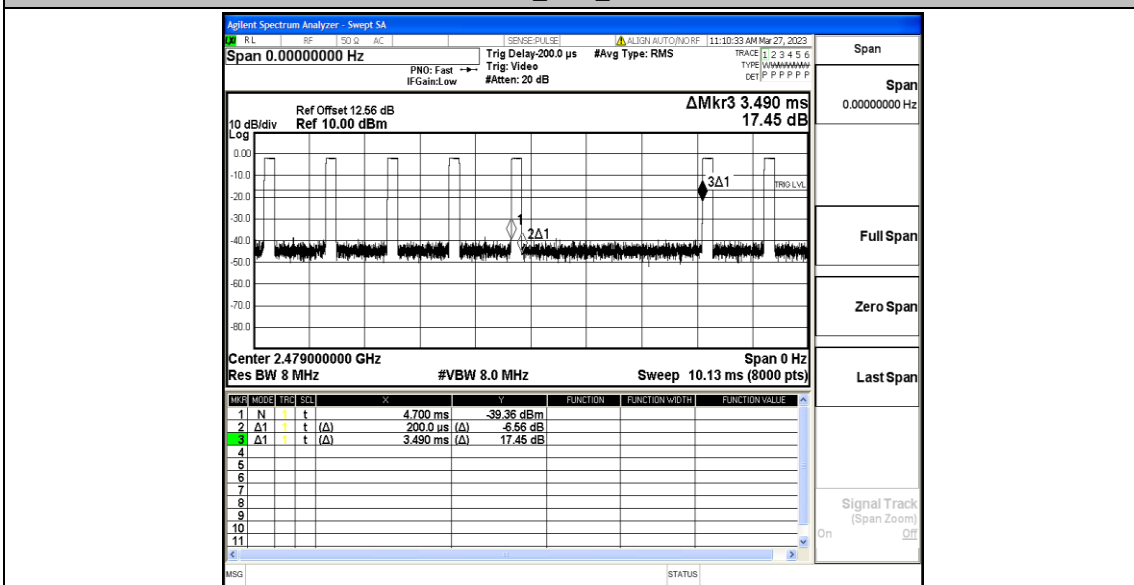 Agilent Spectrum Analyzer - Swept SA
RL RF 50 Ω AC SENSE:PULSE ALIGN AUTO/NO RF 11:10:33 AM Mar 27, 2023
Span 0.00000000 Hz Trig Delay-200.0 µs #Avg Type: RMS TRACE 1 2 3 4 5 6
PNO: Fast Trig: Video TYPE
IFGain:Low #Atten: 20 dB DET P P P P P P
Span
Span
0.00000000 Hz
Ref Offset 12.56 dB ΔMkr3 3.490 ms
10 dB/div Ref 10.00 dBm 17.45 dB
Log
0.00
-10.0
3Δ1
TRIG LVL
-20.0
-30.0
1
2Δ1
-40.0
-50.0
-60.0
-70.0
-80.0
Full Span
Zero Span
Last Span
Center 2.479000000 GHz Span 0 Hz
Res BW 8 MHz #VBW 8.0 MHz Sweep 10.13 ms (8000 pts)
MKR MODE TRC SCL X Y FUNCTION FUNCTION WIDTH FUNCTION VALUE
1 N 1 t 4.700 ms -39.36 dBm
2 Δ1 1 t (Δ) 200.0 µs (Δ) -6.56 dB
3 Δ1 1 t (Δ) 3.490 ms (Δ) 17.45 dB
4
5
6
7
8
9
10
11
Signal Track
(Span Zoom)
On Off
MSG STATUS